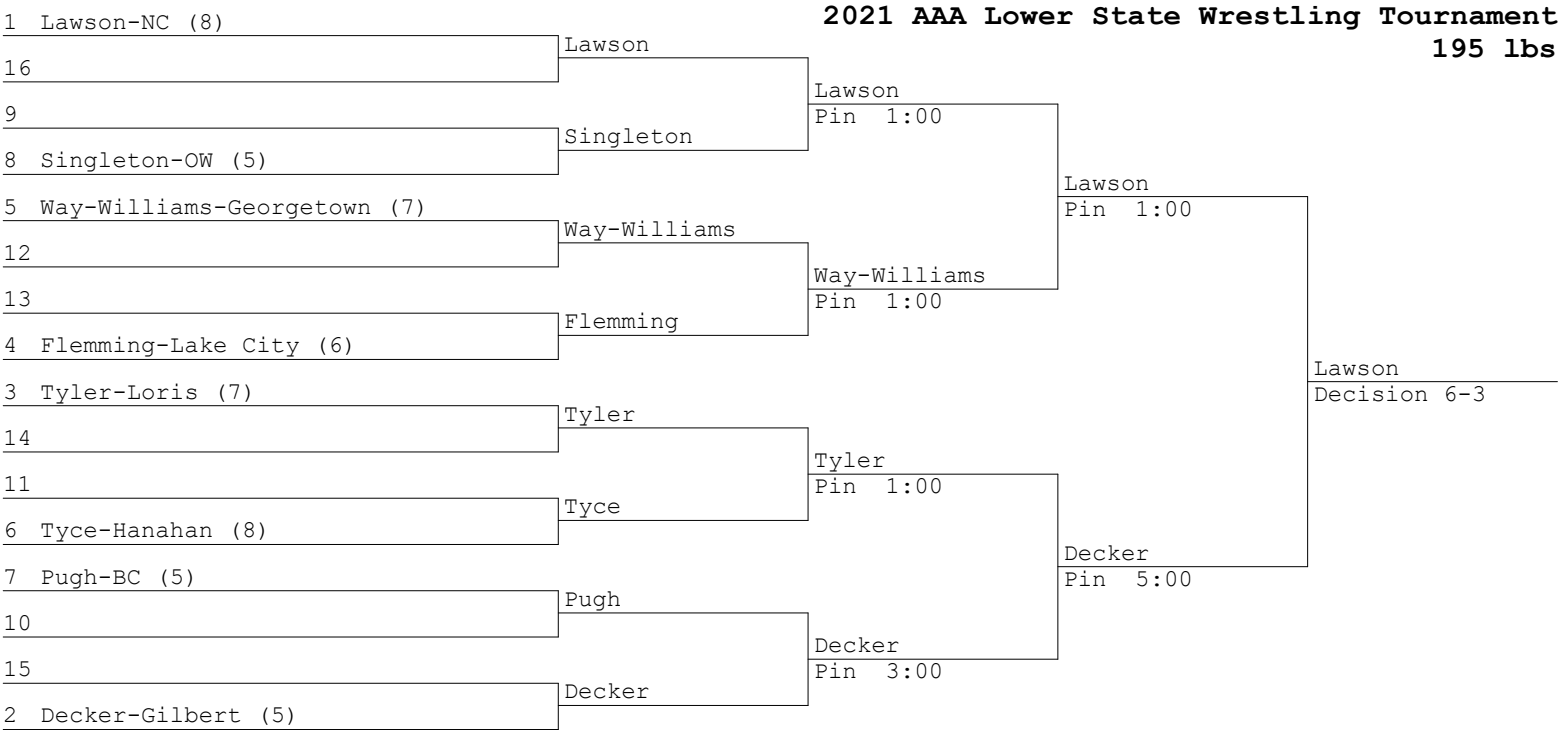 2021 AAA Lower State Wrestling Tournament
195 lbs
1 Lawson-NC (8)
16
9
8 Singleton-OW (5)
5 Way-Williams-Georgetown (7)
12
13
4 Flemming-Lake City (6)
3 Tyler-Loris (7)
14
11
6 Tyce-Hanahan (8)
7 Pugh-BC (5)
10
15
2 Decker-Gilbert (5)
Lawson
Singleton
Way-Williams
Flemming
Tyler
Tyce
Pugh
Decker
Lawson
Pin 1:00
Way-Williams
Pin 1:00
Tyler
Pin 1:00
Decker
Pin 3:00
Lawson
Pin 1:00
Decker
Pin 5:00
Lawson
Decision 6-3